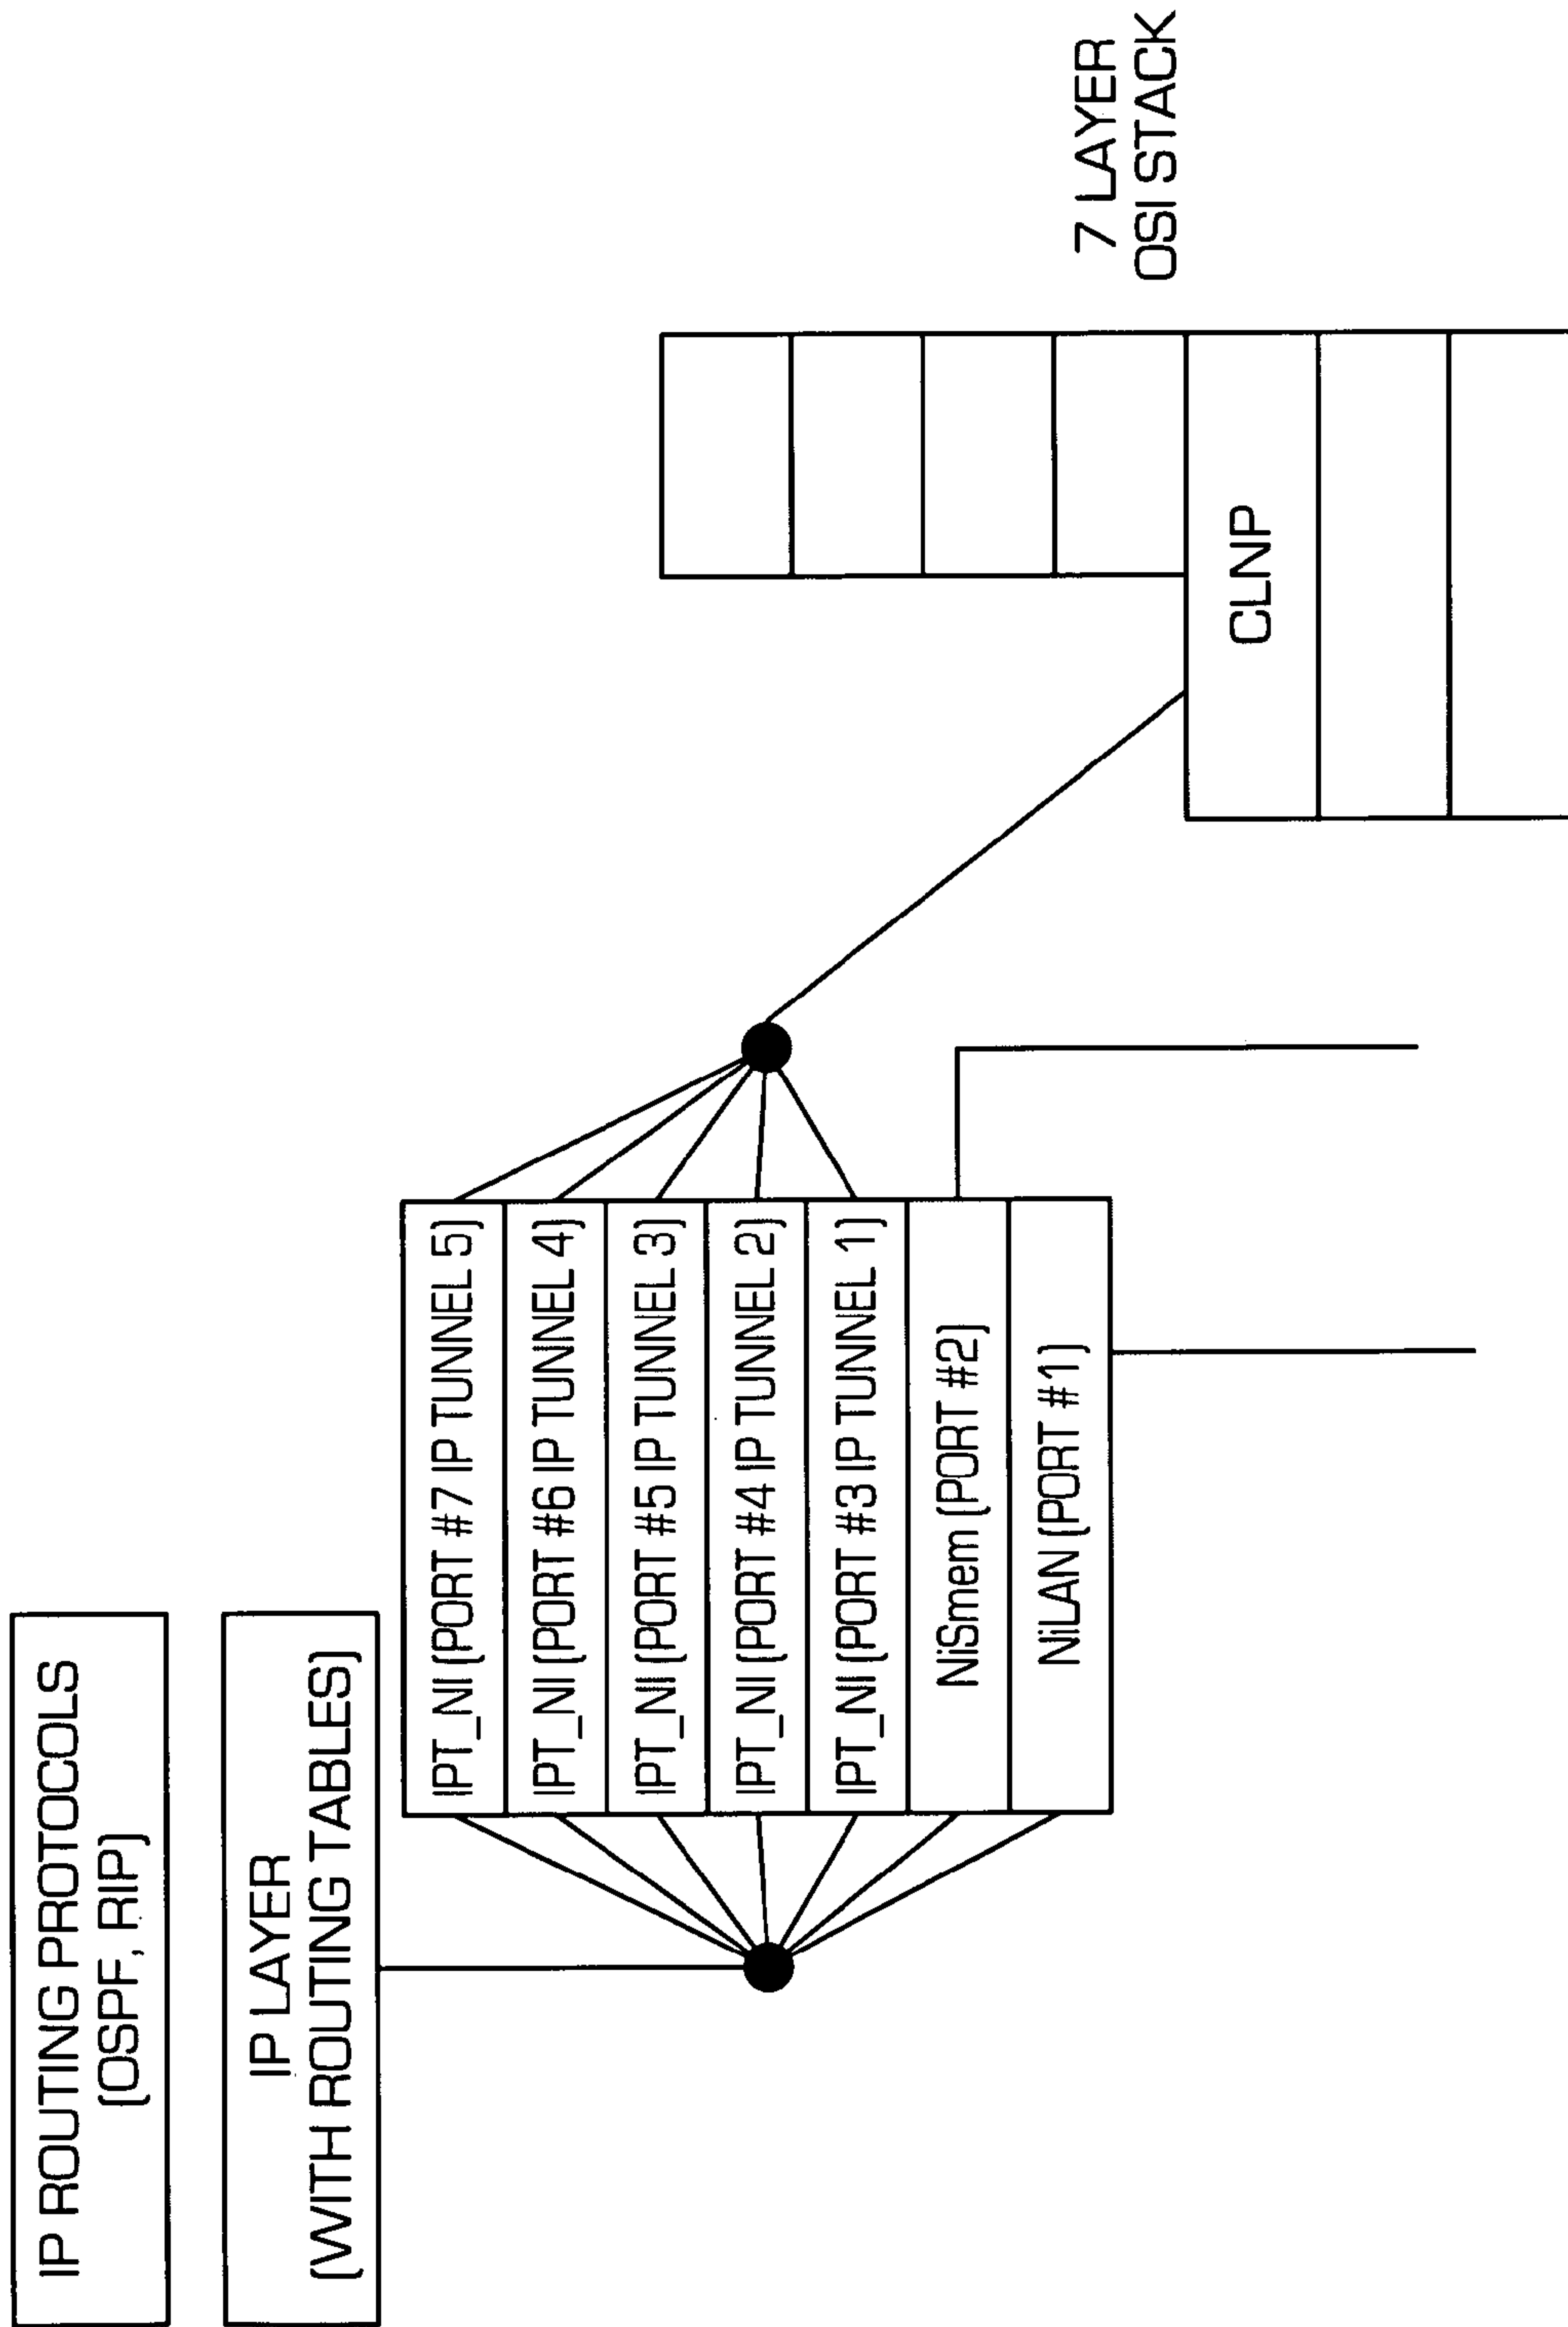 IP ROUTING PROTOCOLS
(OSPF, RIP)
IP LAYER
(WITH ROUTING TABLES)
IPT_NI (PORT #7 IP TUNNEL 5)
IPT_NI (PORT #6 IP TUNNEL 4)
IPT_NI (PORT #5 IP TUNNEL 3)
IPT_NI (PORT #4 IP TUNNEL 2)
IPT_NI (PORT #3 IP TUNNEL 1)
NiSmem (PORT #2)
NiLAN (PORT #1)
CLNP
7 LAYER
OSI STACK